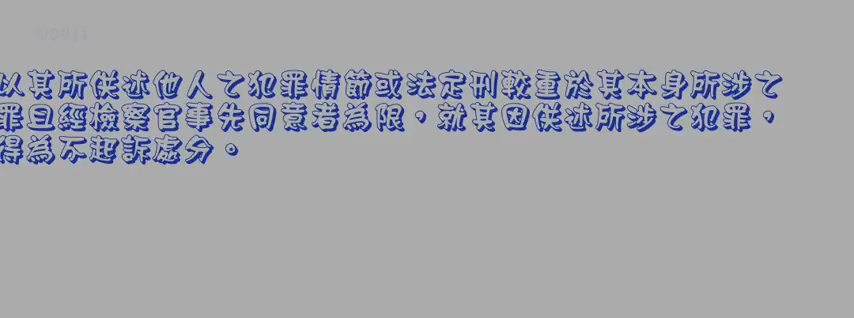 以其所供述他人之犯罪情節或法定刑較重於其本身所涉之
罪且經檢察官事先同意者為限，就其因供述所涉之犯罪，
得為不起訴處分。